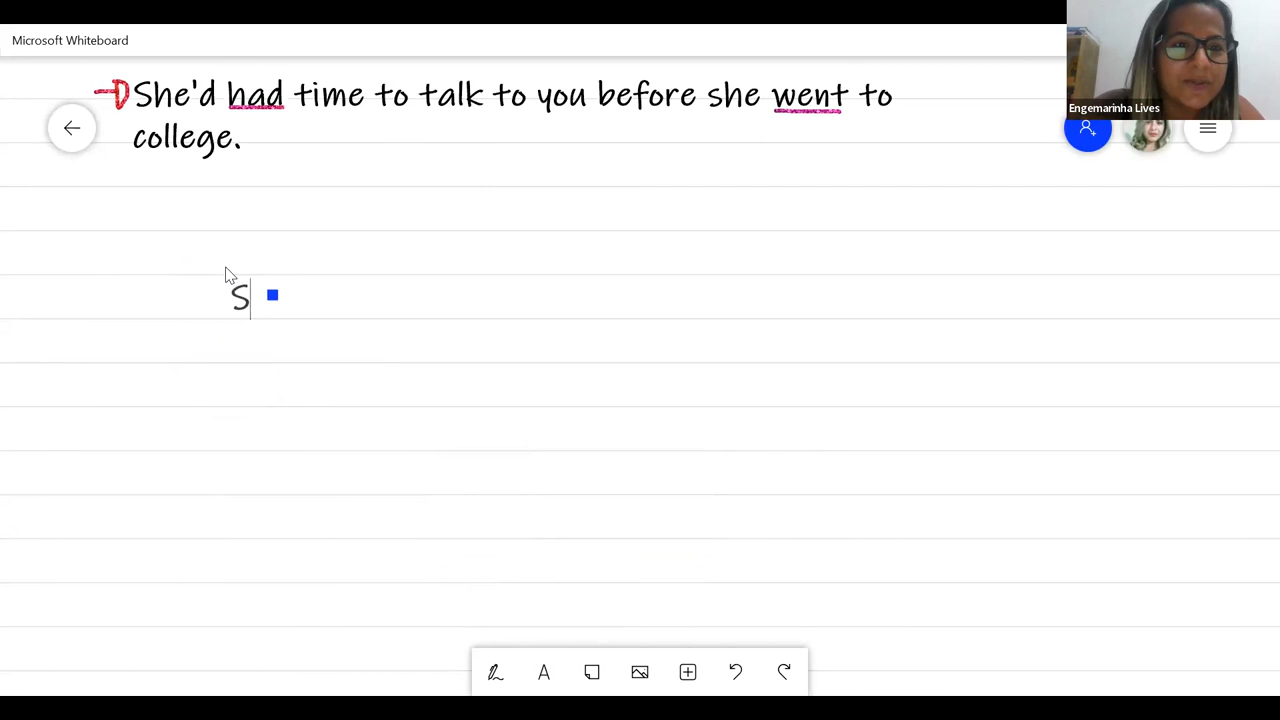 Microsoft Whiteboard
She'd had time to talk to you before she went to
college.
Engemarinha Lives
S
A